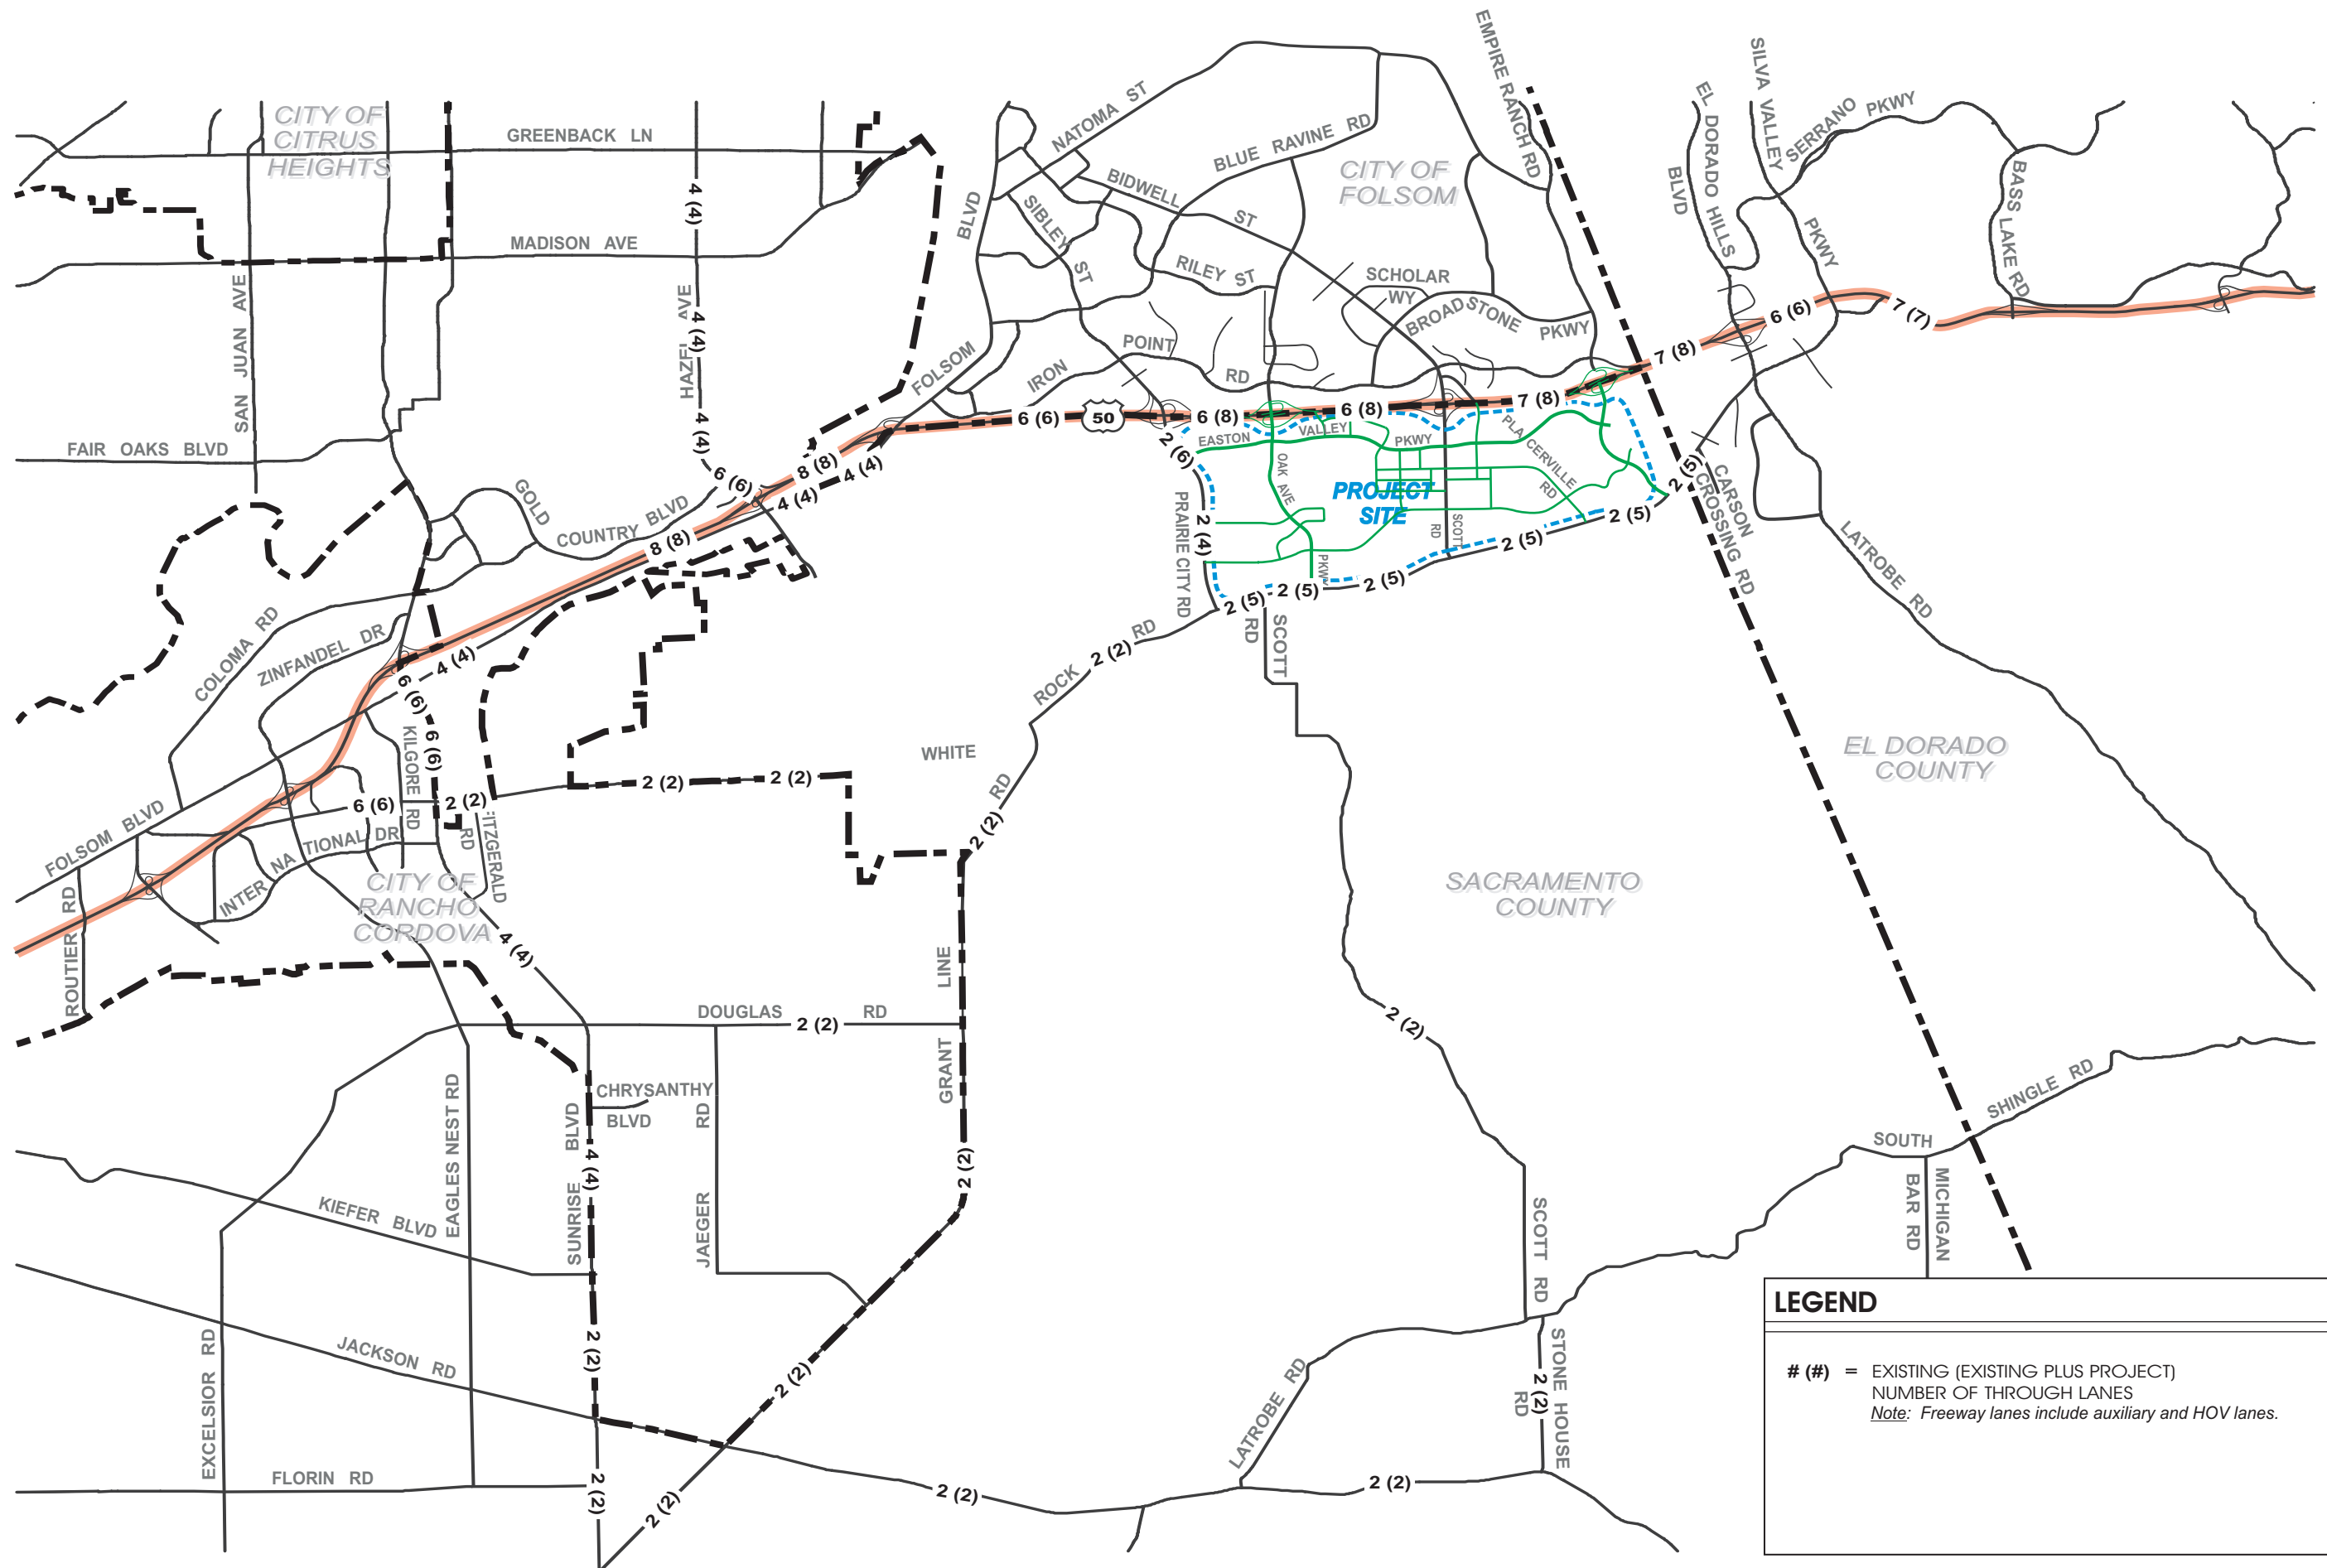 CITY OF
CITRUS
HEIGHTS
GREENBACK LN
MADISON AVE
SAN JUAN AVE
FAIR OAKS BLVD
4 (4)
AVE
4 (4)
4 (4)
6 (6)
GOLD
COUNTRY BLVD
8 (8)
8 (8)
4 (4)
4 (4)
BLVD
FOLSOM
NATOMA ST
BLUE RAVINE RD
BIDWELL
ST
SIBLEY
ST
RILEY ST
CITY OF
FOLSOM
EMPIRE RANCH RD
SCHOLAR
WY
BROADSTONE
PKWY
POINT
IRON
RD
EL DORADO HILLS
BLVD
SILVA VALLEY
PKWY
SERRANO PKWY
BASS LAKE RD
6 (6)
50
6 (8)
6 (8)
7 (8)
7 (8)
6 (6)
7 (7)
2 (6)
EASTON
VALLEY
PKWY
PLACERVILLE
RD
OAK AVE
PKWY
PROJECT
SITE
SCOTT
RD
PRAIRIE CITY RD
2 (4)
2 (5)
2 (5)
2 (5)
2 (5)
2 (5)
2 (5)
CARSON
CROSSING RD
LATROBE RD
SCOTT
RD
RD
2 (2)
ROCK
WHITE
RD
2 (2)
COLOMA RD
ZINFANDEL DR
4 (4)
6 (6)
6 (6)
KILGORE RD
6 (6)
2 (2)
RD
ITZGERALD
2 (2)
2 (2)
FOLSOM BLVD
INTER NA TIONAL DR
ROUTIER RD
CITY OF
RANCHO
CORDOVA
4 (4)
EL DORADO
COUNTY
SACRAMENTO
COUNTY
LINE
GRANT
DOUGLAS
2 (2)
RD
CHRYSANTHY
BLVD
EAGLES NEST RD
SUNRISE BLVD
4 (4)
JAEGER RD
2 (2)
2 (2)
KIEFER BLVD
JACKSON RD
EXCELSIOR RD
FLORIN RD
2 (2)
2 (2)
2 (2)
2 (2)
2 (2)
SCOTT RD
SOUTH
SHINGLE RD
MICHIGAN
BAR RD
LATROBE RD
STONE HOUSE
RD
2 (2)
2 (2)
LEGEND
# (#) = EXISTING (EXISTING PLUS PROJECT)
NUMBER OF THROUGH LANES
Note: Freeway lanes include auxiliary and HOV lanes.